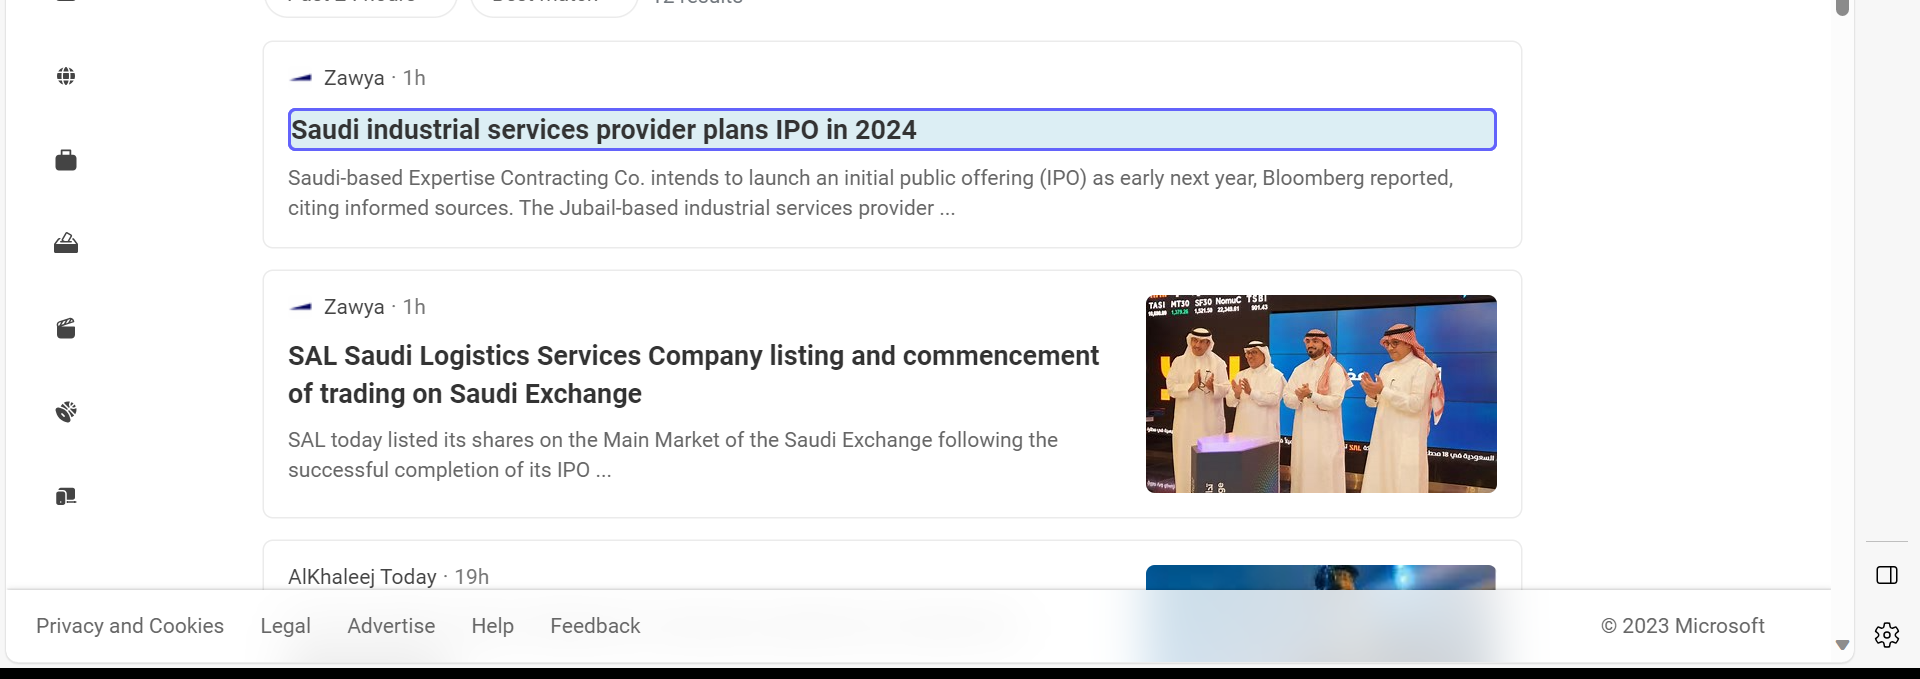 12 results
Zawya · 1h
Saudi industrial services provider plans IPO in 2024
Saudi-based Expertise Contracting Co. intends to launch an initial public offering (IPO) as early next year, Bloomberg reported,
citing informed sources. The Jubail-based industrial services provider ...
Zawya · 1h
SAL Saudi Logistics Services Company listing and commencement
of trading on Saudi Exchange
SAL today listed its shares on the Main Market of the Saudi Exchange following the
successful completion of its IPO ...
TASI MT30 SF30 NomuC TSBI
AlKhaleej Today · 19h
Privacy and Cookies Legal Advertise Help Feedback © 2023 Microsoft